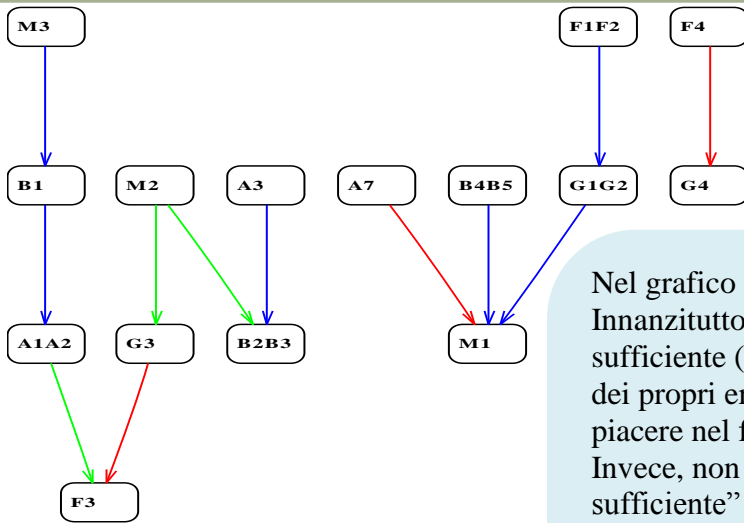 M3
F1F2
F4
B1
M2
A3
A7
B4B5
G1G2
G4
A1A2
G3
B2B3
M1
F3
Nel grafico
Innanzitutto
sufficiente (
dei propri er
piacere nel f
Invece, non
sufficiente”